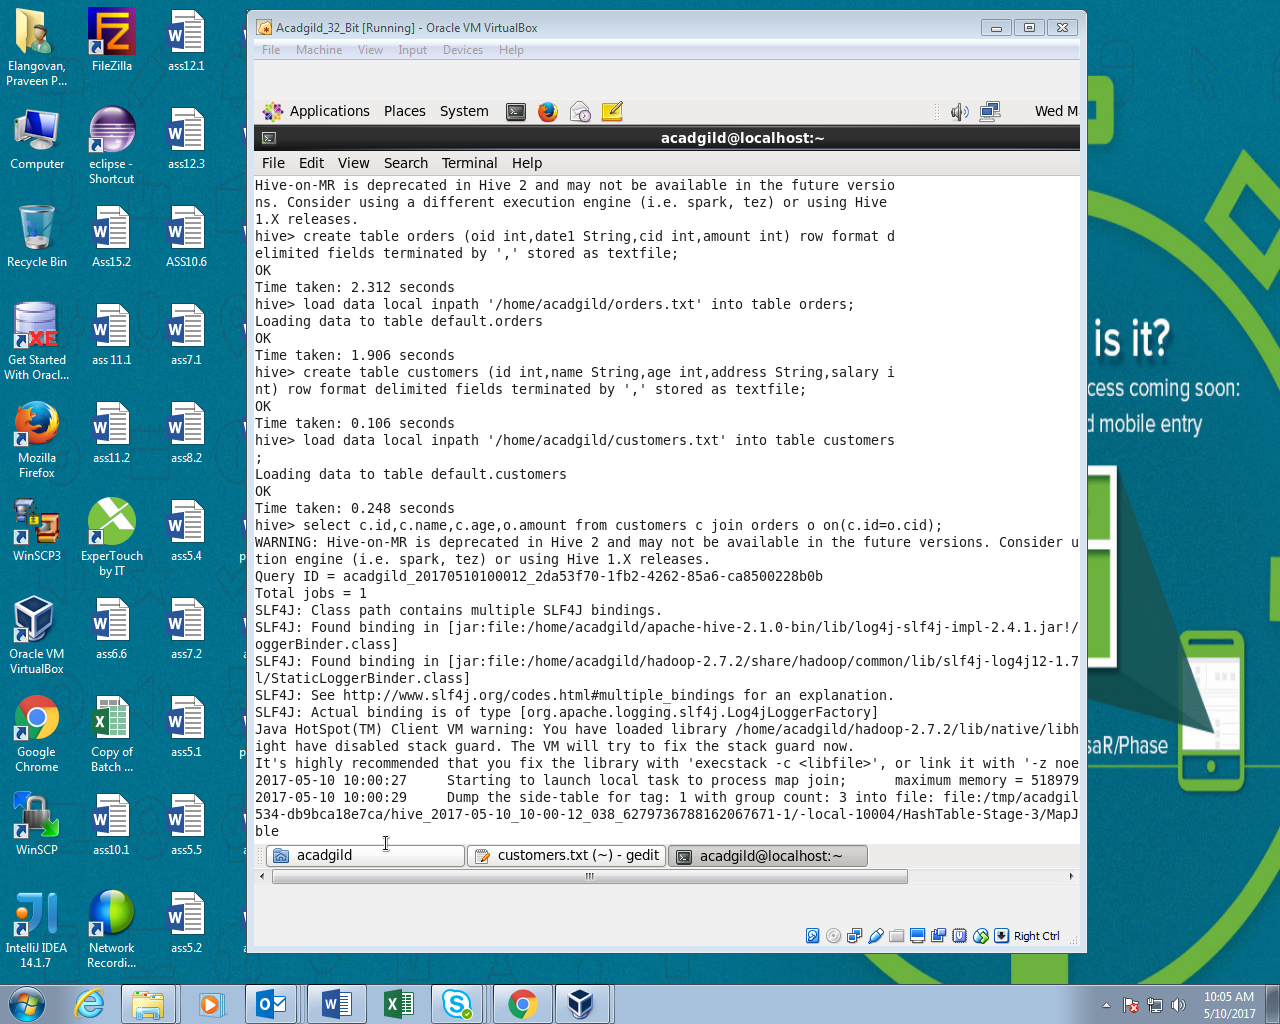 Acadgild_32_Bit [Running] - Oracle VM VirtualBox
File Machine View Input Devices Help
Applications Places System
Wed M
acadgild@localhost:~
File Edit View Search Terminal Help
Hive-on-MR is deprecated in Hive 2 and may not be available in the future versio
ns. Consider using a different execution engine (i.e. spark, tez) or using Hive
1.X releases.
hive> create table orders (oid int,date1 String,cid int,amount int) row format d
elimited fields terminated by ',' stored as textfile;
OK
Time taken: 2.312 seconds
hive> load data local inpath '/home/acadgild/orders.txt' into table orders;
Loading data to table default.orders
OK
Time taken: 1.906 seconds
hive> create table customers (id int,name String,age int,address String,salary i
nt) row format delimited fields terminated by ',' stored as textfile;
OK
Time taken: 0.106 seconds
hive> load data local inpath '/home/acadgild/customers.txt' into table customers
;
Loading data to table default.customers
OK
Time taken: 0.248 seconds
hive> select c.id,c.name,c.age,o.amount from customers c join orders o on(c.id=o.cid);
WARNING: Hive-on-MR is deprecated in Hive 2 and may not be available in the future versions. Consider u
tion engine (i.e. spark, tez) or using Hive 1.X releases.
Query ID = acadgild_20170510100012_2da53f70-1fb2-4262-85a6-ca8500228b0b
Total jobs = 1
SLF4J: Class path contains multiple SLF4J bindings.
SLF4J: Found binding in [jar:file:/home/acadgild/apache-hive-2.1.0-bin/lib/log4j-slf4j-impl-2.4.1.jar!/
oggerBinder.class]
SLF4J: Found binding in [jar:file:/home/acadgild/hadoop-2.7.2/share/hadoop/common/lib/slf4j-log4j12-1.7
l/StaticLoggerBinder.class]
SLF4J: See http://www.slf4j.org/codes.html#multiple_bindings for an explanation.
SLF4J: Actual binding is of type [org.apache.logging.slf4j.Log4jLoggerFactory]
Java HotSpot(TM) Client VM warning: You have loaded library /home/acadgild/hadoop-2.7.2/lib/native/libh
ight have disabled stack guard. The VM will try to fix the stack guard now.
It's highly recommended that you fix the library with 'execstack -c <libfile>', or link it with '-z noe
2017-05-10 10:00:27 Starting to launch local task to process map join; maximum memory = 518979
2017-05-10 10:00:29 Dump the side-table for tag: 1 with group count: 3 into file: file:/tmp/acadgil
534-db9bca18e7ca/hive_2017-05-10_10-00-12_038_6279736788162067671-1/-local-10004/HashTable-Stage-3/MapJ
ble
acadgild
customers.txt (~) - gedit
acadgild@localhost:~
Right Ctrl
Elangovan,
Praveen P...
FileZilla
ass12.1
Computer
eclipse -
Shortcut
ass12.3
Recycle Bin
Ass15.2
ASS10.6
Get Started
With Oracl...
ass 11.1
ass7.1
Mozilla
Firefox
ass11.2
ass8.2
WinSCP3
ExperTouch
by IT
ass5.4
p
Oracle VM
VirtualBox
ass6.6
ass7.2
Google
Chrome
Copy of
Batch ...
ass5.1
p
WinSCP
ass10.1
ass5.5
IntelliJ IDEA
14.1.7
Network
Recordi...
ass5.2
is it?
cess coming soon:
d mobile entry
saR/Phase
10:05 AM
5/10/2017